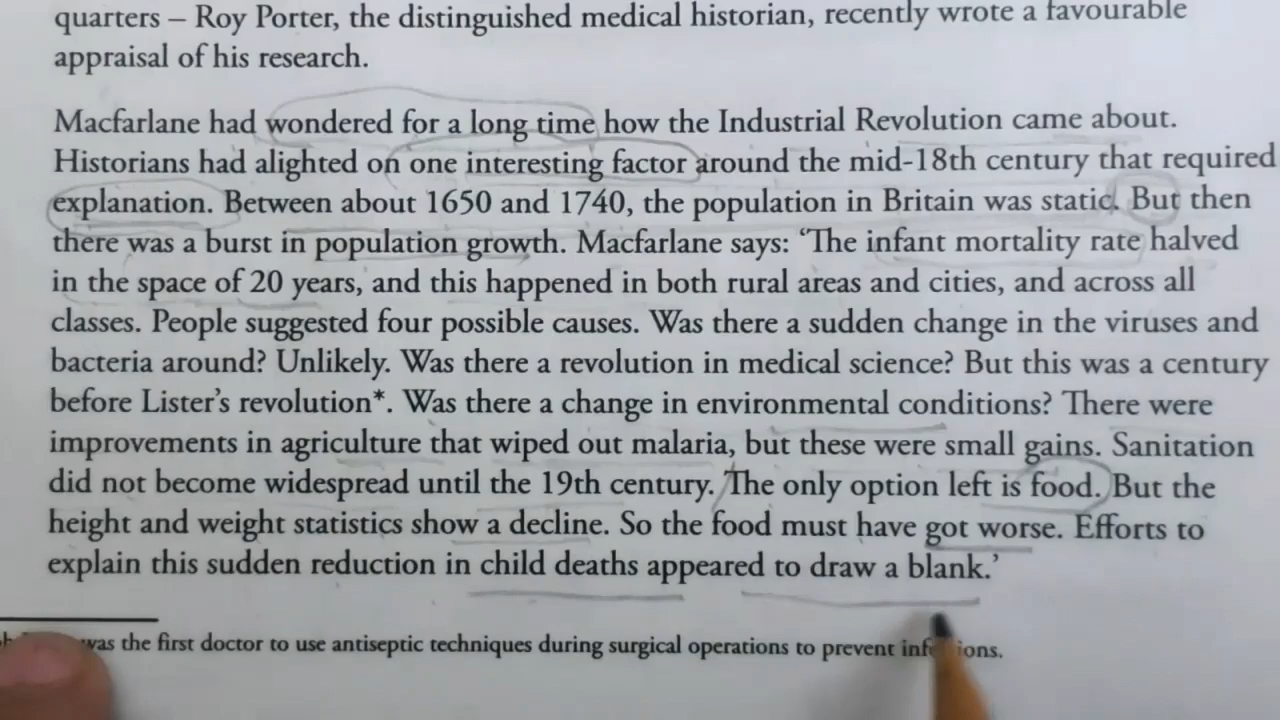 quarters – Roy Porter, the distinguished medical historian, recently wrote a favourable
appraisal of his research.
Macfarlane had wondered for a long time how the Industrial Revolution came about.
Historians had alighted on one interesting factor around the mid-18th century that required
explanation. Between about 1650 and 1740, the population in Britain was static. But then
there was a burst in population growth. Macfarlane says: ‘The infant mortality rate halved
in the space of 20 years, and this happened in both rural areas and cities, and across all
classes. People suggested four possible causes. Was there a sudden change in the viruses and
bacteria around? Unlikely. Was there a revolution in medical science? But this was a century
before Lister’s revolution*. Was there a change in environmental conditions? There were
improvements in agriculture that wiped out malaria, but these were small gains. Sanitation
did not become widespread until the 19th century. The only option left is food. But the
height and weight statistics show a decline. So the food must have got worse. Efforts to
explain this sudden reduction in child deaths appeared to draw a blank.’
was the first doctor to use antiseptic techniques during surgical operations to prevent